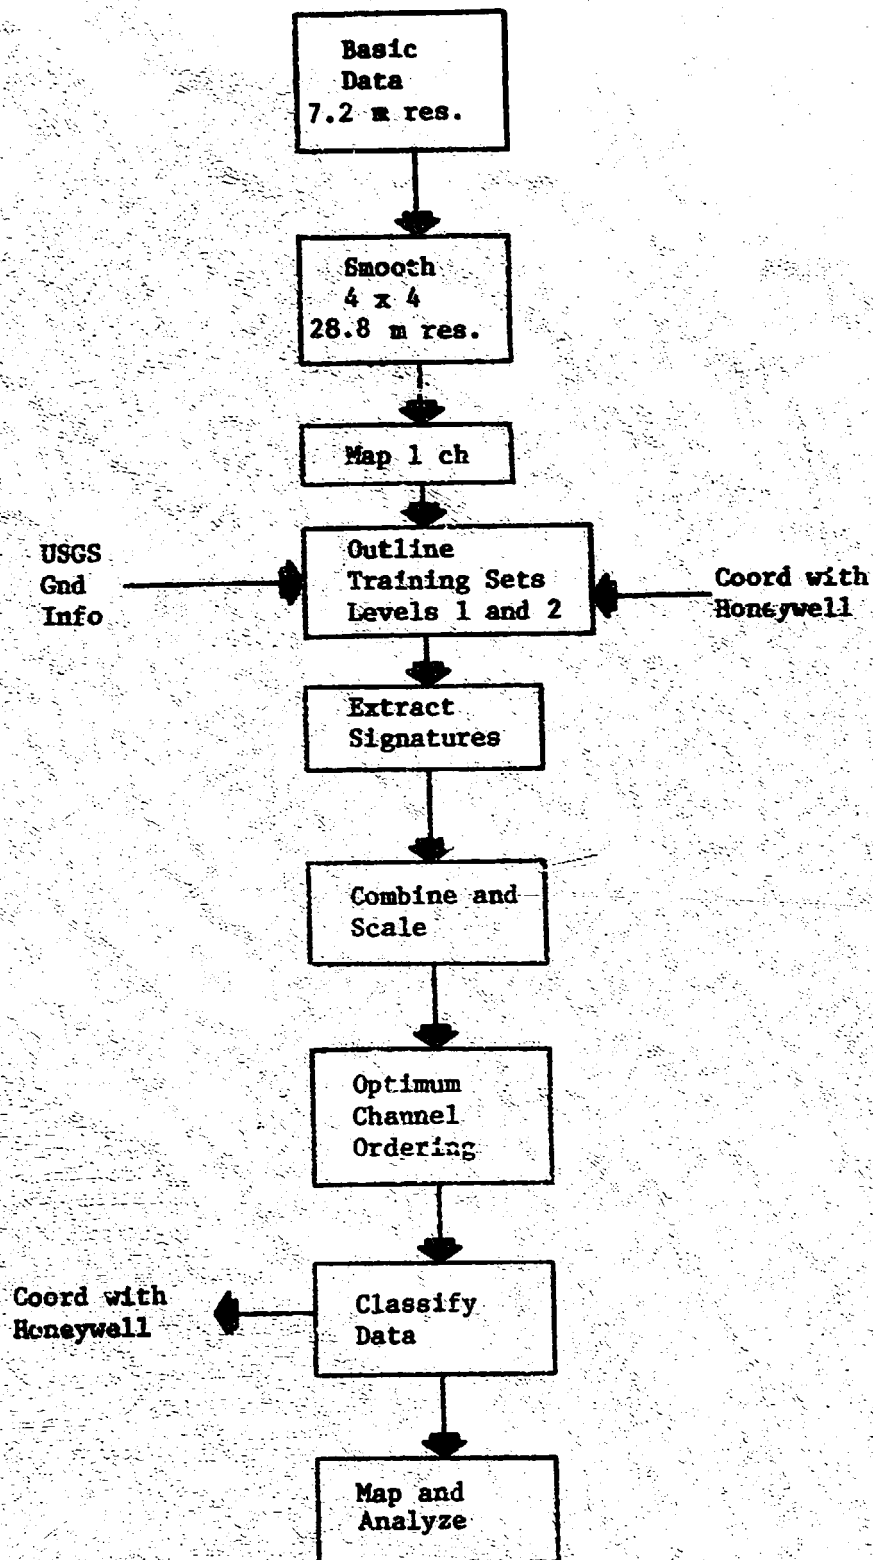 Basic
Data
7.2 m res.
Smooth
4 x 4
28.8 m res.
Map 1 ch
USGS
Gnd
Info
Outline
Training Sets
Levels 1 and 2
Coord with
Honeywell
Extract
Signatures
Combine and
Scale
Optimum
Channel
Ordering
Coord with
Honeywell
Classify
Data
Map and
Analyze